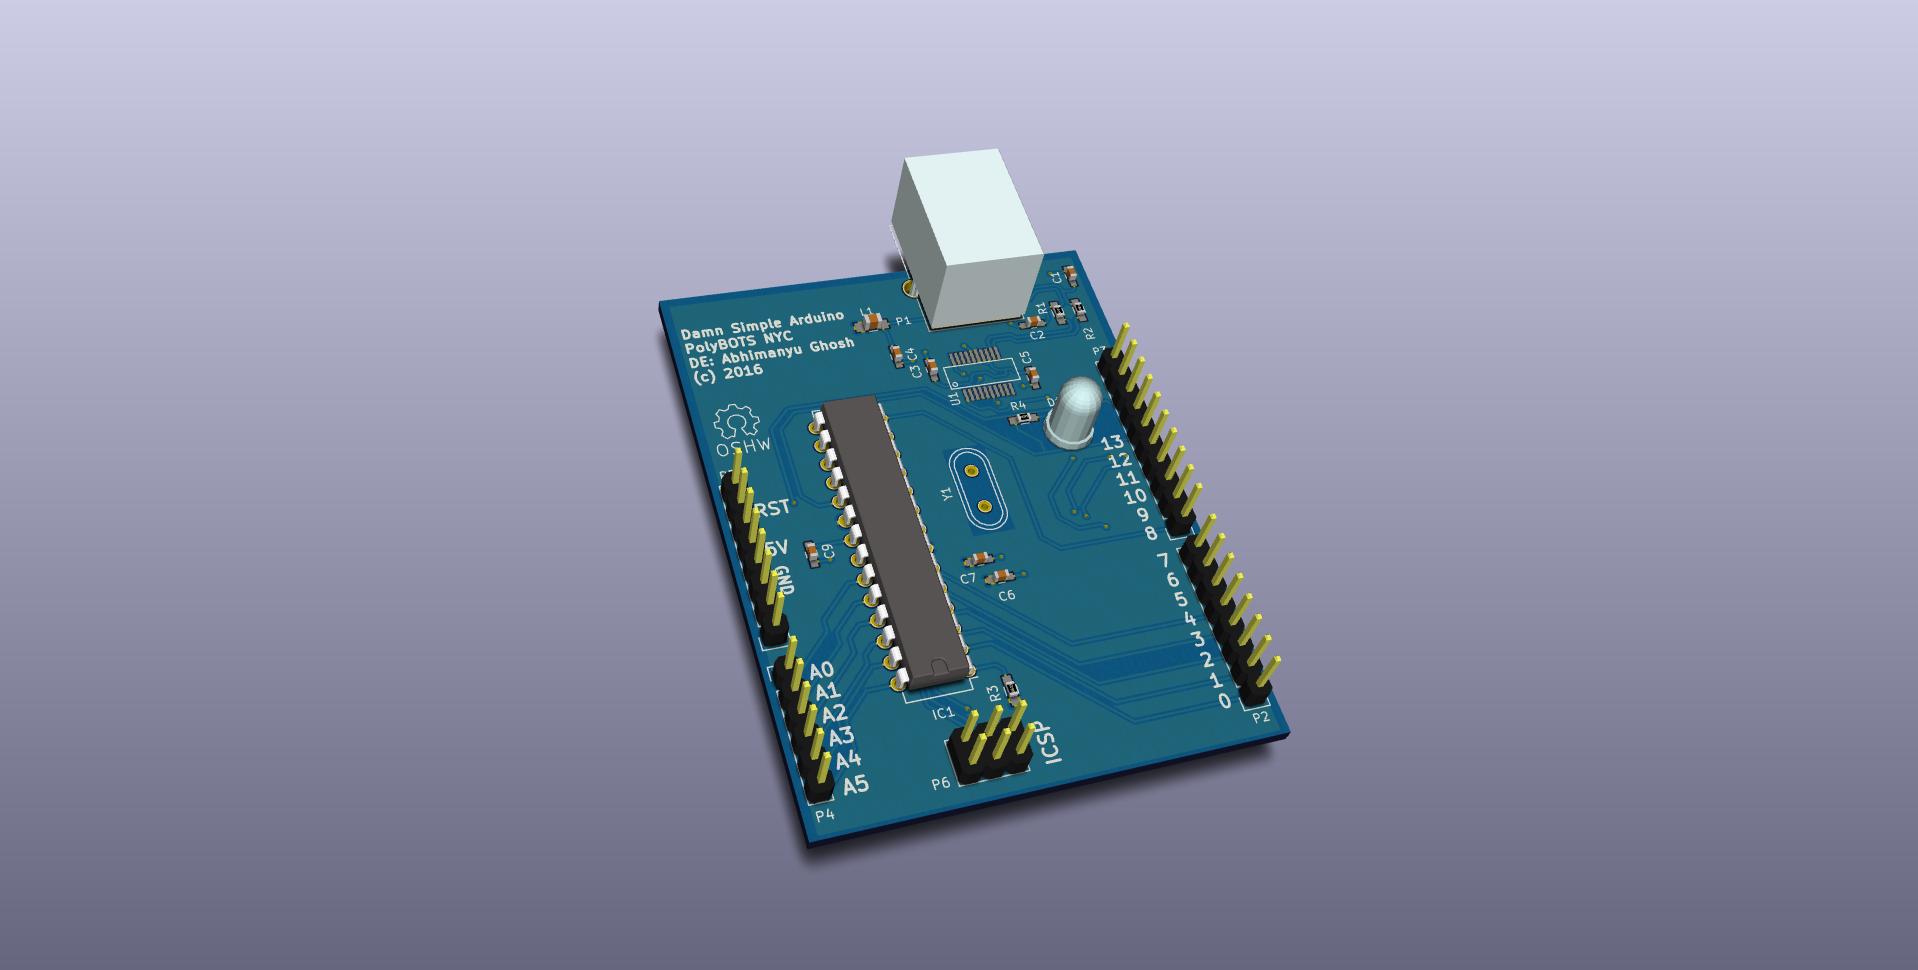 Damn Simple Arduino
PolyBOTS NYC
DE: Abhimanyu Ghosh
(c) 2016
L1
P1
C1
R1
R2
C2
C4
C3
C5
U1
R4
OSHW
13
12
11
10
9
8
7
6
5
4
3
2
1
0
P2
Y1
RST
5V
GND
C9
C7
C6
A0
A1
A2
A3
A4
A5
P4
IC1
R3
ICSP
P6